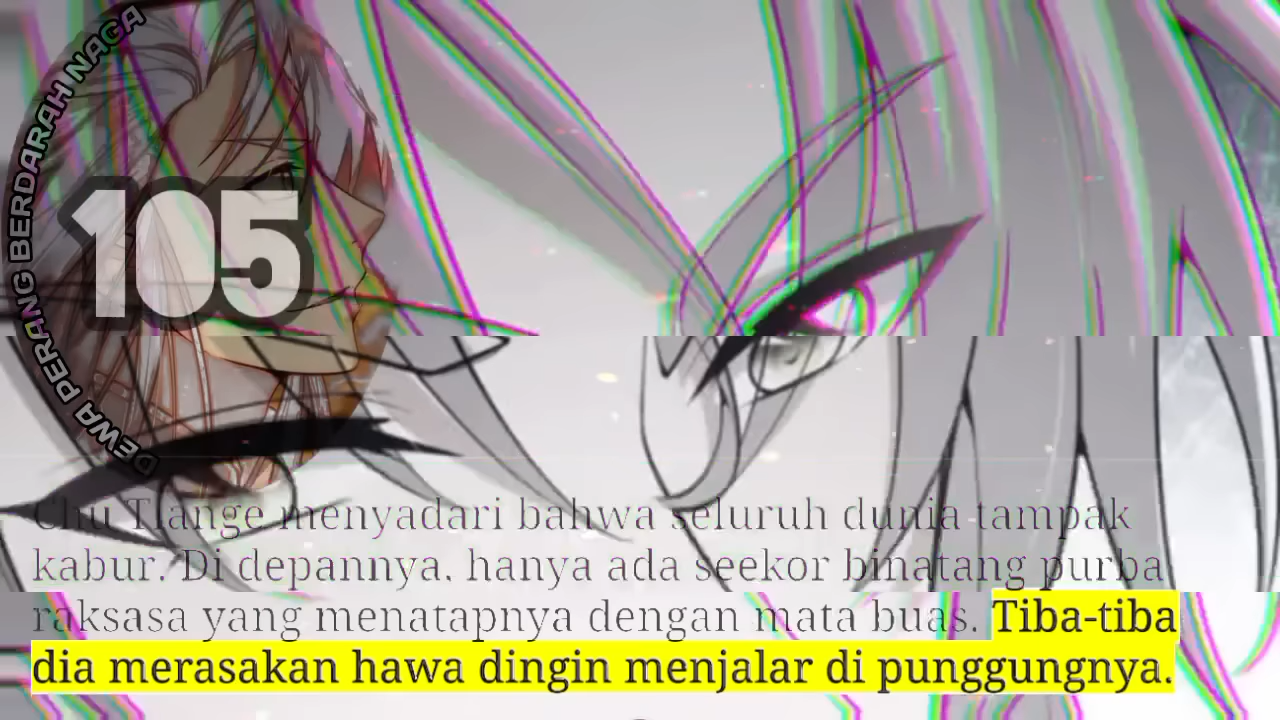 DEWA PERANG BERDARAH NAGA
105
Chu Tiange menyadari bahwa seluruh dunia tampak
kabur. Di depannya, hanya ada seekor binatang purba
raksasa yang menatapnya dengan mata buas. Tiba-tiba
dia merasakan hawa dingin menjalar di punggungnya.